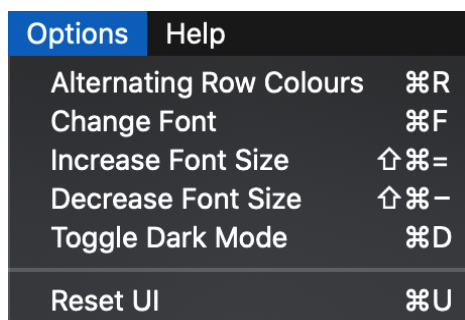 Options Help
Alternating Row Colours ⌘R
Change Font ⌘F
Increase Font Size ⇧⌘=
Decrease Font Size ⇧⌘−
Toggle Dark Mode ⌘D
Reset UI ⌘U